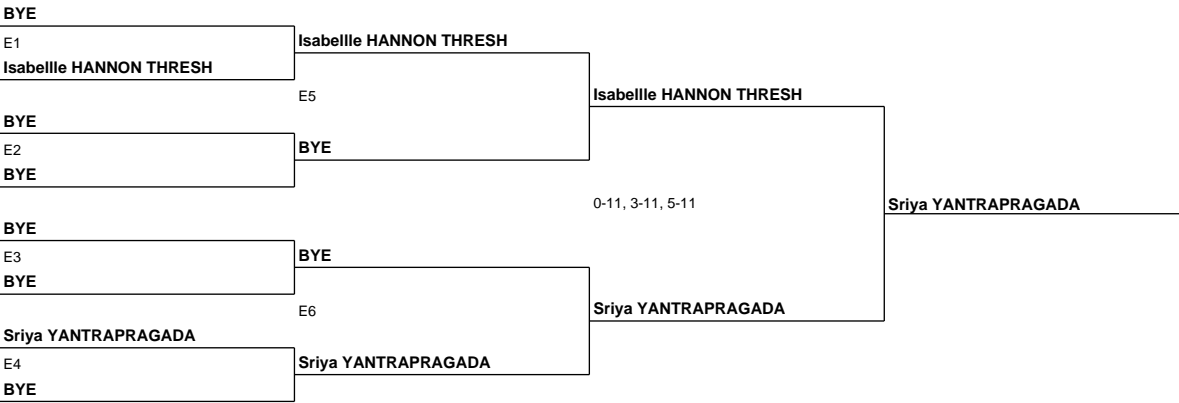 BYE
E1
Isabellle HANNON THRESH
Isabellle HANNON THRESH
E5
Isabellle HANNON THRESH
BYE
E2
BYE
BYE
0-11, 3-11, 5-11
Sriya YANTRAPRAGADA
BYE
E3
BYE
BYE
E6
Sriya YANTRAPRAGADA
Sriya YANTRAPRAGADA
E4
BYE
Sriya YANTRAPRAGADA